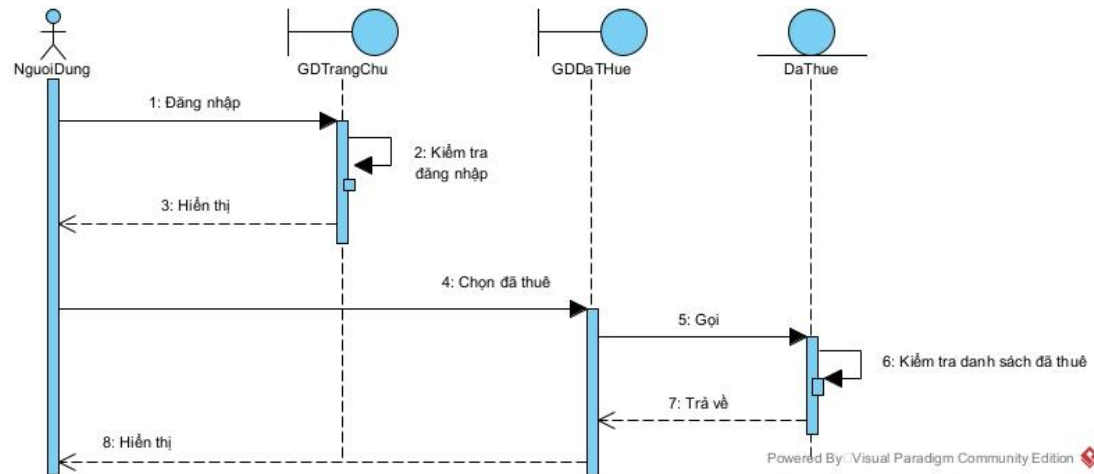 NguoiDung
GDTrangChu
GDDaTHue
DaThue
1: Đăng nhập
2: Kiểm tra
đăng nhập
3: Hiển thị
4: Chọn đã thuê
5: Gọi
6: Kiểm tra danh sách đã thuê
7: Trả về
8: Hiển thị
Powered By Visual Paradigm Community Edition